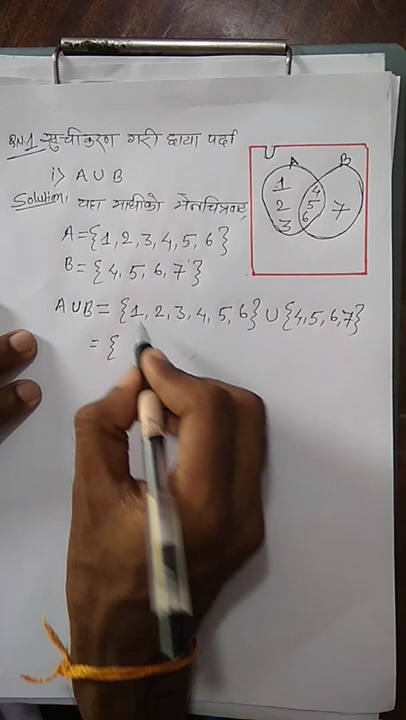 Q.N.1 सुचीकरण गरी छाया पर्दा
i> A ∪ B
Solution, यहा माथीको भेनचित्रबाट
A = {1, 2, 3, 4, 5, 6}
B = {4, 5, 6, 7}
A∪B = {1, 2, 3, 4, 5, 6} ∪ {4, 5, 6, 7}
= {
U
A
B
1
2
3
4
5
6
7